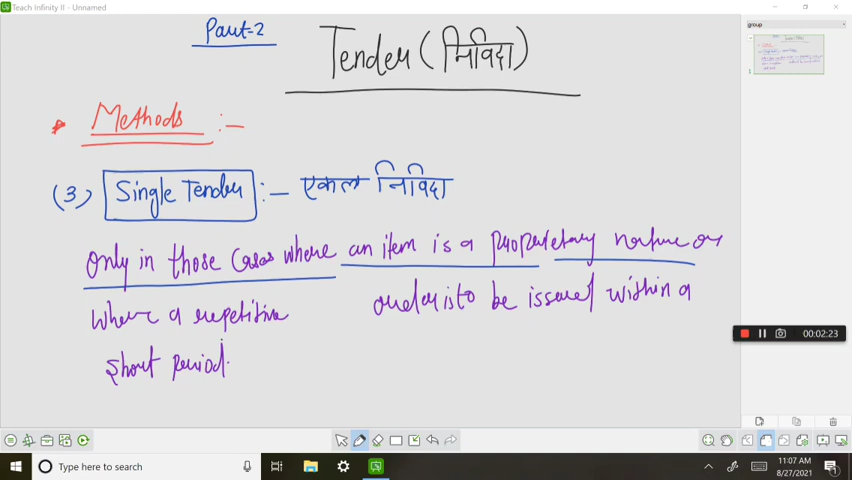 Teach Infinity II - Unnamed
group
Part-2
Tender (निविदा)
Methods :-
(3) Single Tender :- एकल निविदा
Only in those Cases where an item is a proprietary nature or
where a repetitive order is to be issued within a
short period.
00:02:23
1
Type here to search
11:07 AM
8/27/2021